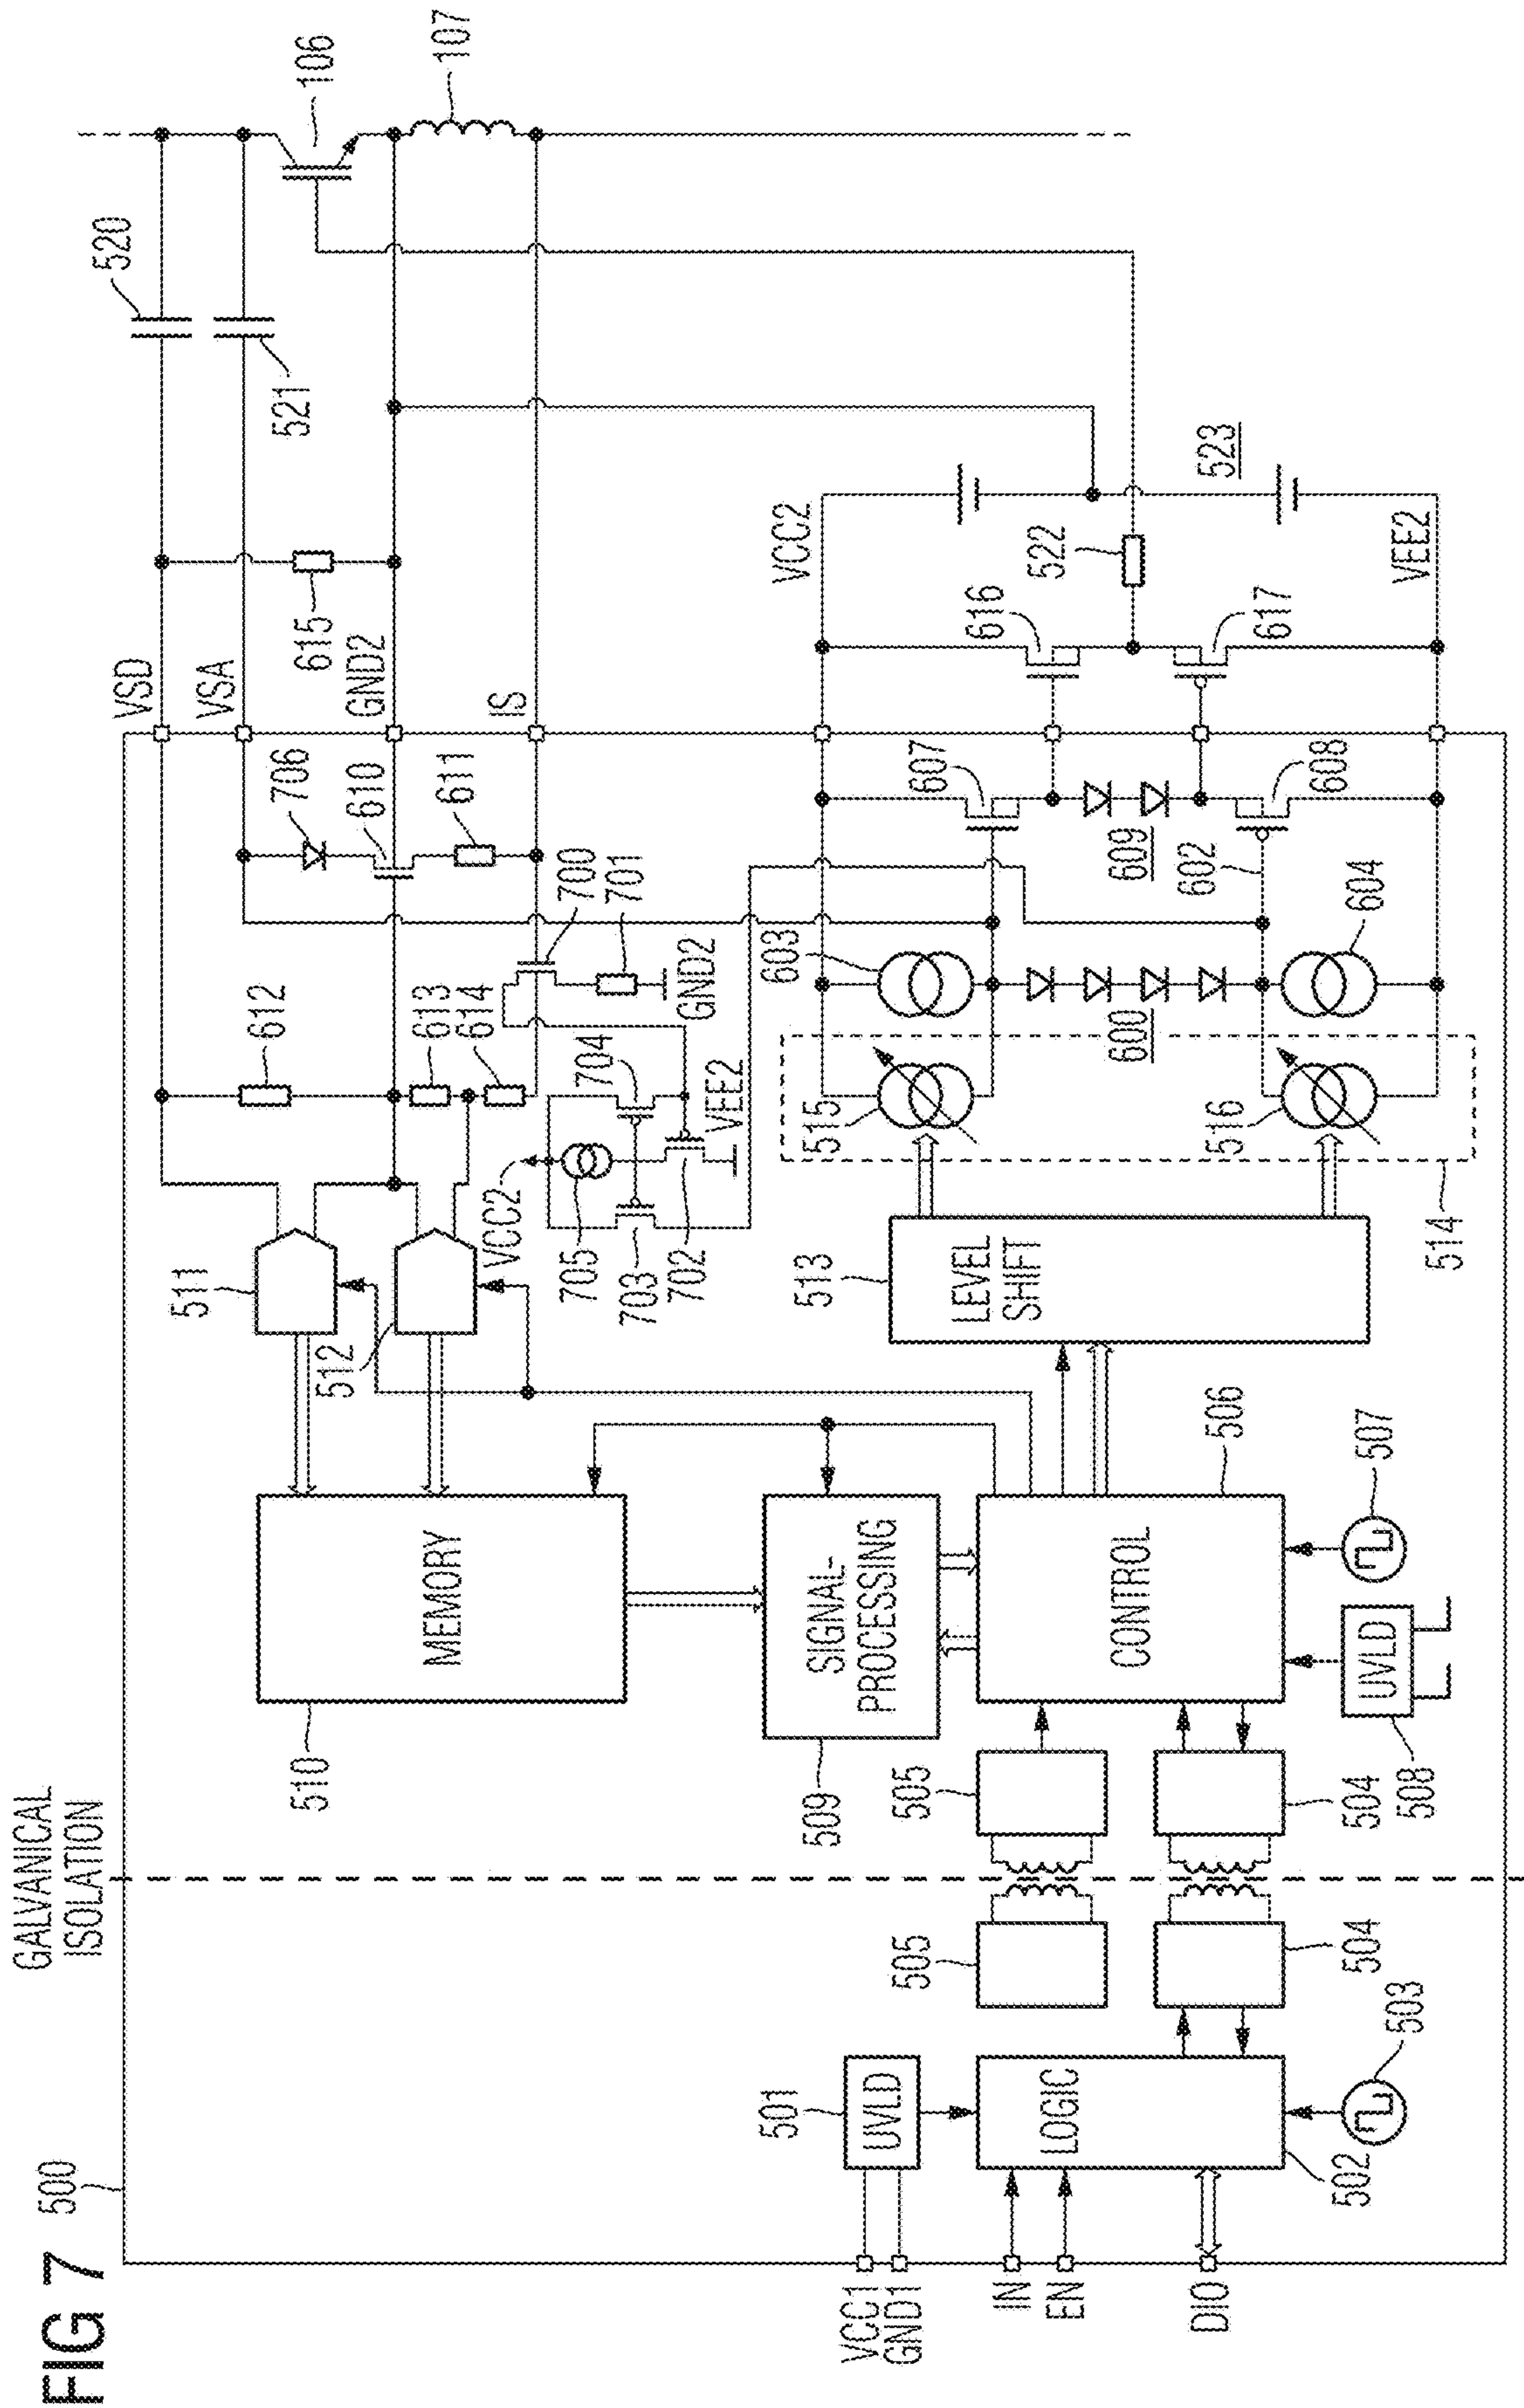 FIG 7
500
GALVANICAL
ISOLATION
VCC1
GND1
IN
EN
DIO
501
UVLD
LOGIC
502
503
505
504
505
504
510
MEMORY
509
SIGNAL-
PROCESSING
CONTROL
506
507
UVLD
508
511
512
513
LEVEL
SHIFT
514
515
516
VCC2
705
703
702
704
VEE2
612
613
614
700
701
GND2
603
600
604
602
706
610
611
607
609
608
VSD
VSA
GND2
IS
615
616
617
522
523
VCC2
VEE2
520
521
106
107